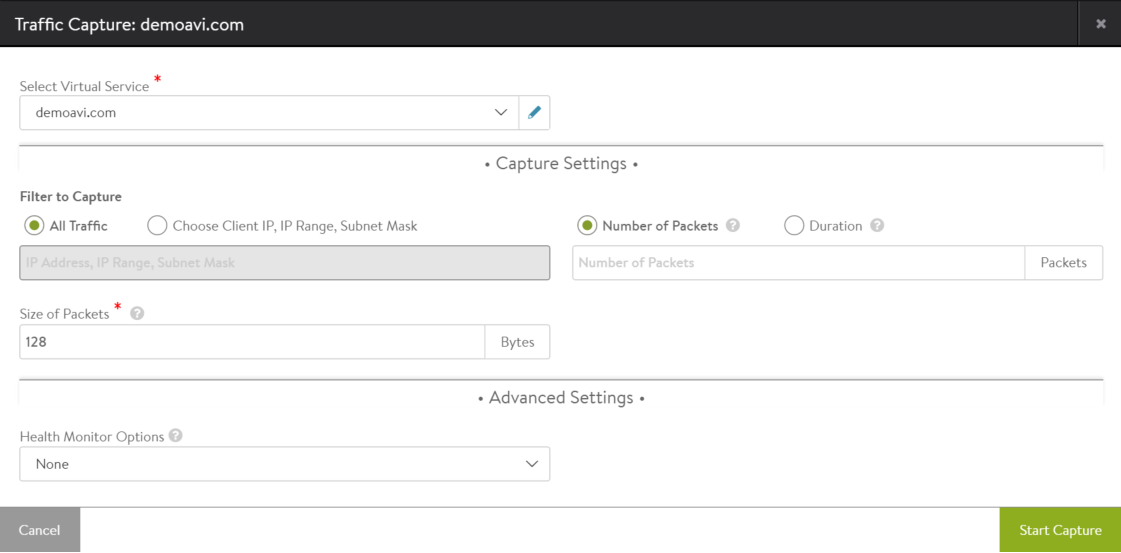 Traffic Capture: demoavi.com
Select Virtual Service *
demoavi.com
• Capture Settings •
Filter to Capture
All Traffic Choose Client IP, IP Range, Subnet Mask Number of Packets ? Duration ?
IP Address, IP Range, Subnet Mask Number of Packets Packets
Size of Packets * ?
128 Bytes
• Advanced Settings •
Health Monitor Options ?
None
Cancel Start Capture